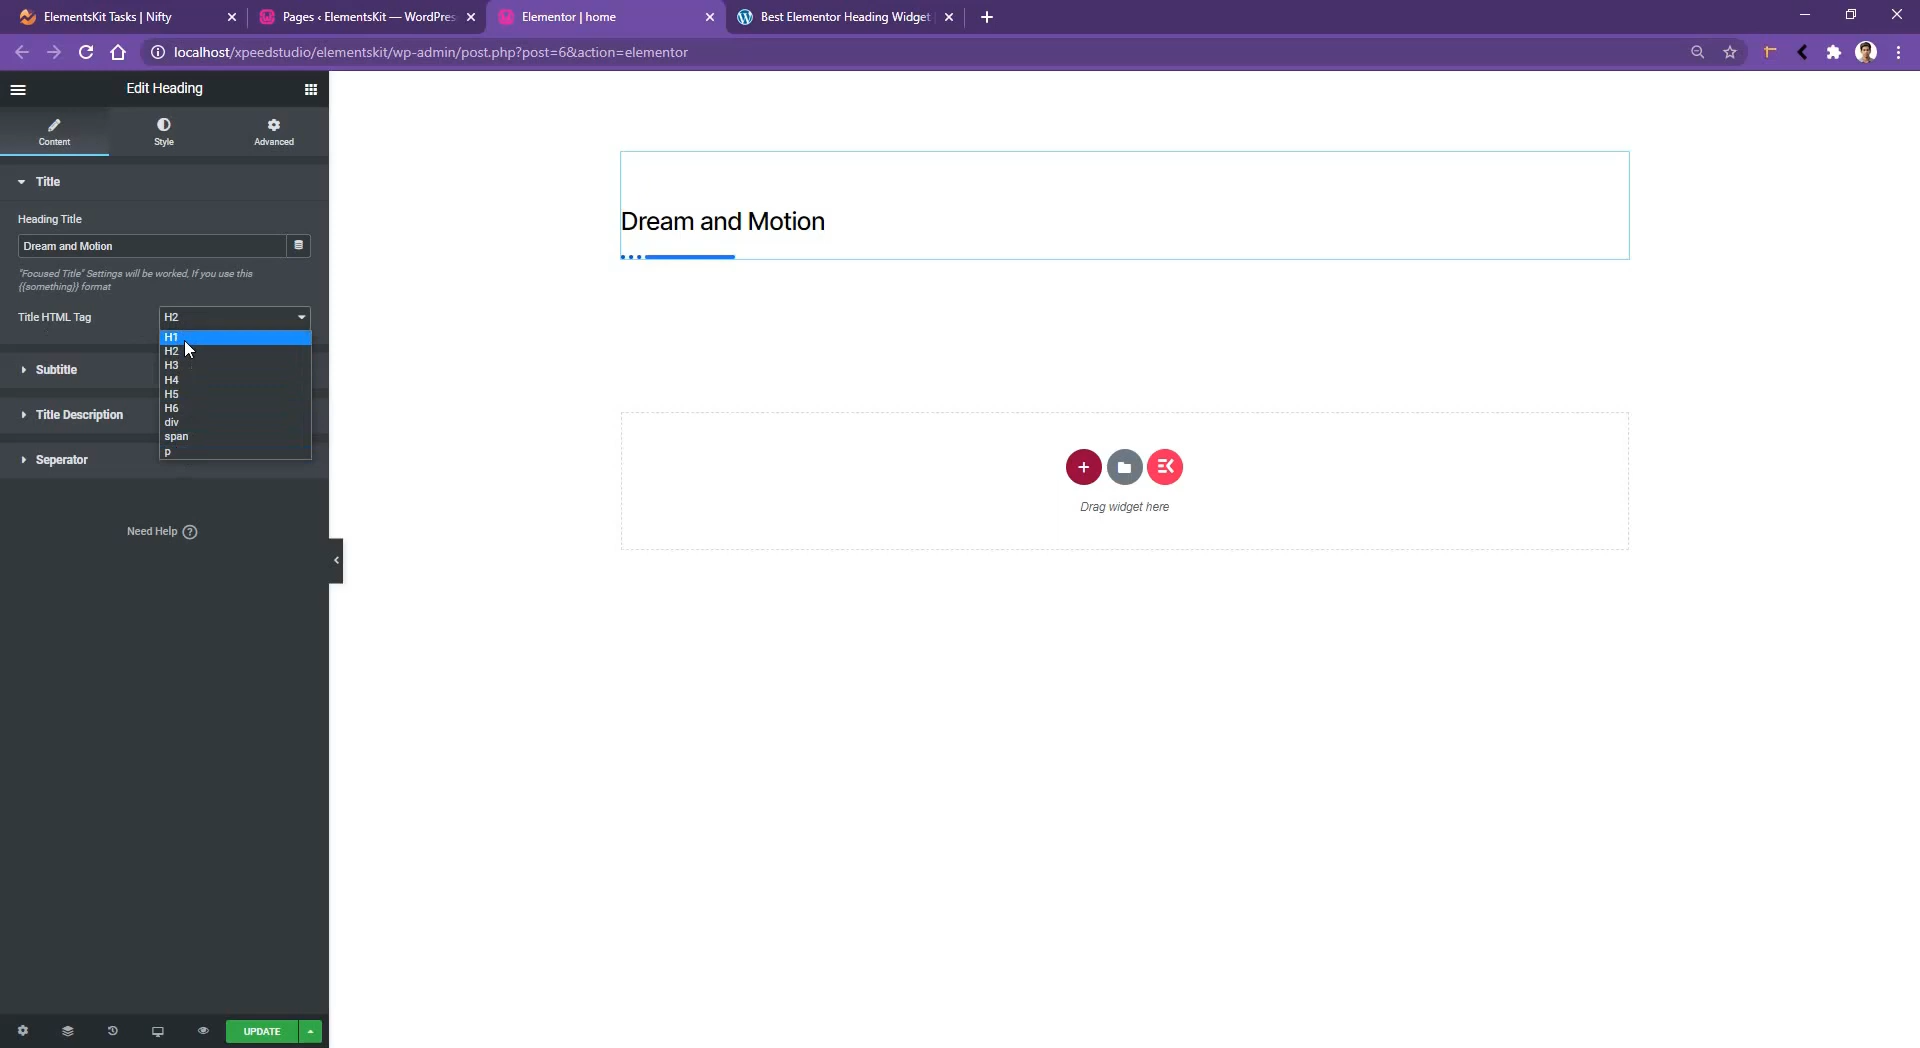 ElementsKit Tasks | Nifty
Pages ‹ ElementsKit — WordPres
Elementor | home
Best Elementor Heading Widget
localhost/xpeedstudio/elementskit/wp-admin/post.php?post=6&action=elementor
Edit Heading
Content
Style
Advanced
Title
Heading Title
Dream and Motion
"Focused Title" Settings will be worked, If you use this
{{something}} format
Title HTML Tag
H2
H1
H2
H3
H4
H5
H6
div
span
p
Subtitle
Title Description
Seperator
Need Help ?
UPDATE
Dream and Motion
Drag widget here